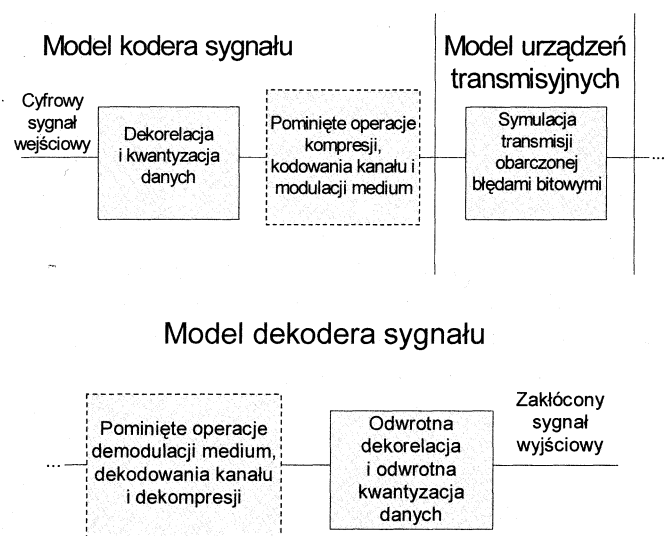 Model kodera sygnału
Model urządzeń
transmisyjnych
Cyfrowy
sygnał
wejściowy
Dekorelacja
i kwantyzacja
danych
Pominięte operacje
kompresji,
kodowania kanału i
modulacji medium
Symulacja
transmisji
obarczonej
błędami bitowymi
...
Model dekodera sygnału
...
Pominięte operacje
demodulacji medium,
dekodowania kanału
i dekompresji
Odwrotna
dekorelacja
i odwrotna
kwantyzacja
danych
Zakłócony
sygnał
wyjściowy